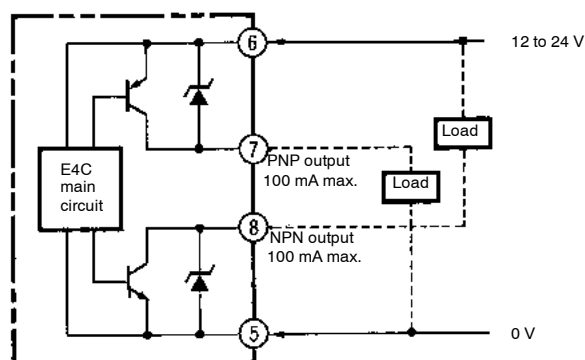 6
12 to 24 V
Load
7
PNP output
100 mA max.
Load
E4C
main
circuit
8
NPN output
100 mA max.
5
0 V